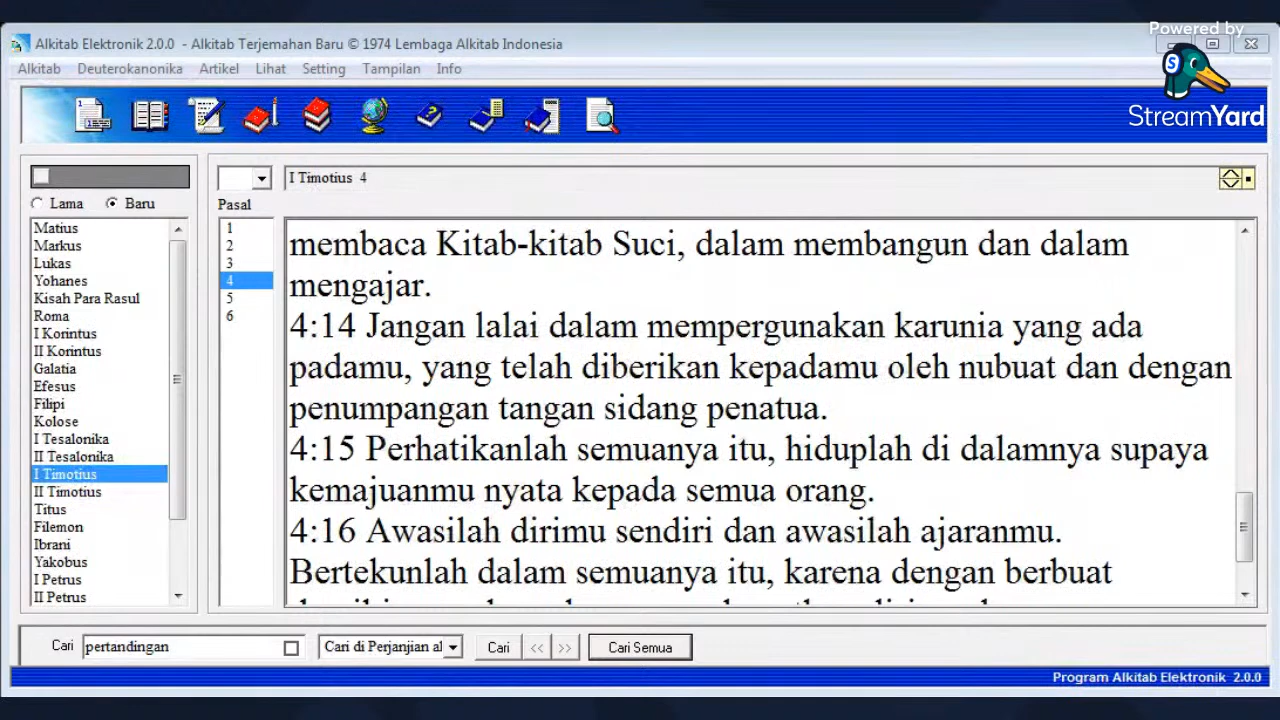 Powered by
StreamYard
Alkitab Elektronik 2.0.0 - Alkitab Terjemahan Baru © 1974 Lembaga Alkitab Indonesia
Alkitab Deuterokanonika Artikel Lihat Setting Tampilan Info
I Timotius 4
Lama Baru
Pasal
Matius
Markus
Lukas
Yohanes
Kisah Para Rasul
Roma
I Korintus
II Korintus
Galatia
Efesus
Filipi
Kolose
I Tesalonika
II Tesalonika
I Timotius
II Timotius
Titus
Filemon
Ibrani
Yakobus
I Petrus
II Petrus
1
2
3
4
5
6
membaca Kitab-kitab Suci, dalam membangun dan dalam
mengajar.
4:14 Jangan lalai dalam mempergunakan karunia yang ada
padamu, yang telah diberikan kepadamu oleh nubuat dan dengan
penumpangan tangan sidang penatua.
4:15 Perhatikanlah semuanya itu, hiduplah di dalamnya supaya
kemajuanmu nyata kepada semua orang.
4:16 Awasilah dirimu sendiri dan awasilah ajaranmu.
Bertekunlah dalam semuanya itu, karena dengan berbuat
Cari pertandingan Cari di Perjanjian al Cari << >> Cari Semua
Program Alkitab Elektronik 2.0.0